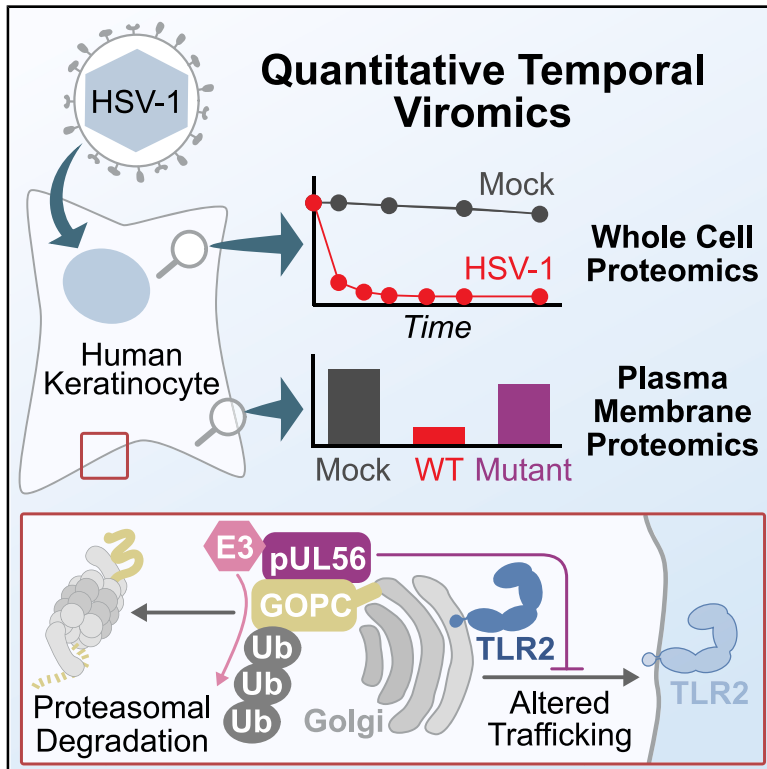 HSV-1
Quantitative Temporal
Viromics
Mock
HSV-1
Time
Whole Cell
Proteomics
Human
Keratinocyte
Mock WT Mutant
Plasma
Membrane
Proteomics
E3
pUL56
GOPC
Ub
Ub
Ub
Golgi
TLR2
TLR2
Proteasomal
Degradation
Altered
Trafficking